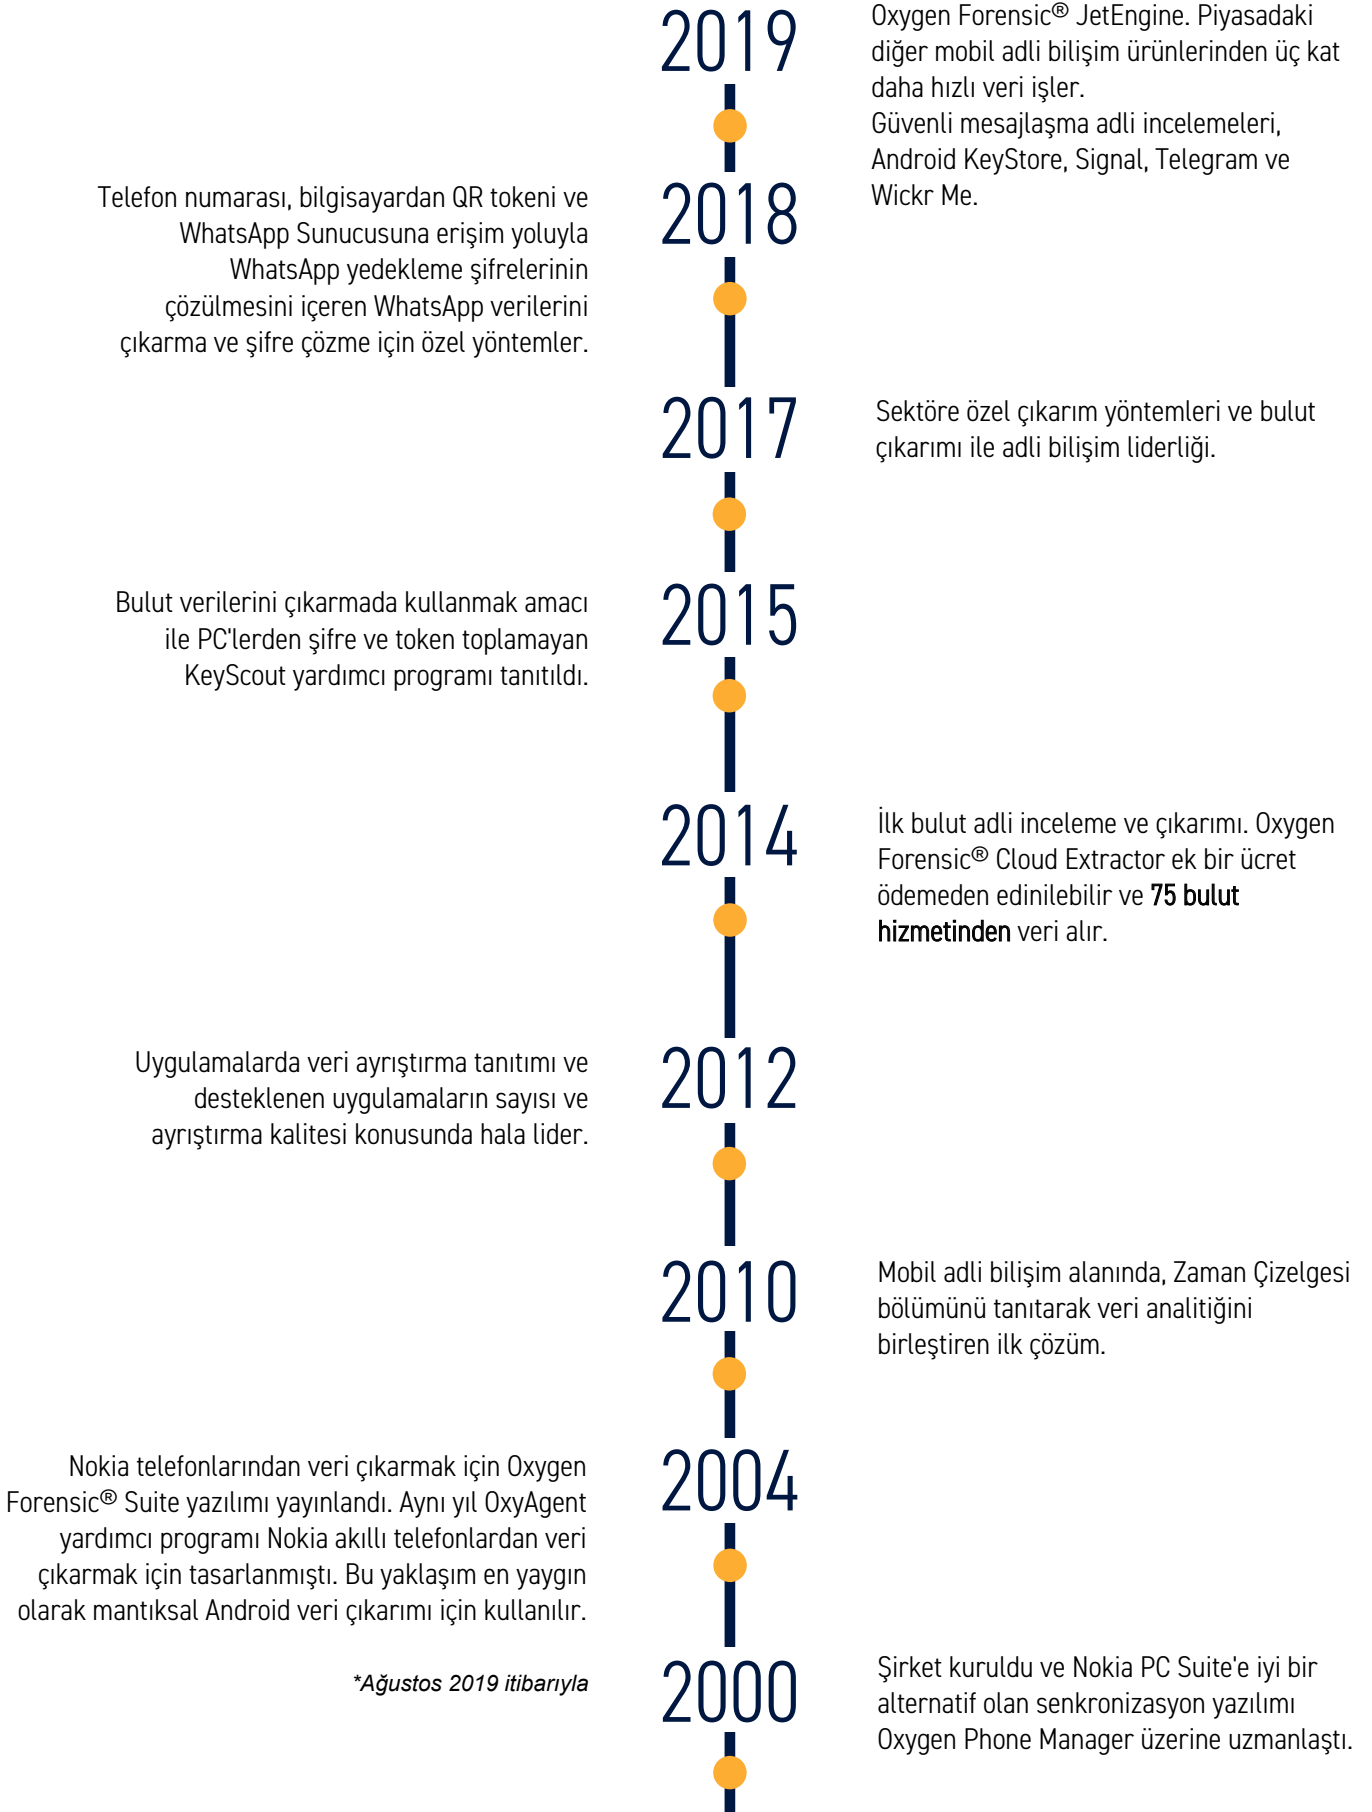 2019
Oxygen Forensic® JetEngine. Piyasadaki
diğer mobil adli bilişim ürünlerinden üç kat
daha hızlı veri işler.
Güvenli mesajlaşma adli incelemeleri,
Android KeyStore, Signal, Telegram ve
Wickr Me.
2018
Telefon numarası, bilgisayardan QR tokeni ve
WhatsApp Sunucusuna erişim yoluyla
WhatsApp yedekleme şifrelerinin
çözülmesini içeren WhatsApp verilerini
çıkarma ve şifre çözme için özel yöntemler.
2017
Sektöre özel çıkarım yöntemleri ve bulut
çıkarımı ile adli bilişim liderliği.
2015
Bulut verilerini çıkarmada kullanmak amacı
ile PC'lerden şifre ve token toplamayan
KeyScout yardımcı programı tanıtıldı.
2014
İlk bulut adli inceleme ve çıkarımı. Oxygen
Forensic® Cloud Extractor ek bir ücret
ödemeden edinilebilir ve 75 bulut
hizmetinden veri alır.
2012
Uygulamalarda veri ayrıştırma tanıtımı ve
desteklenen uygulamaların sayısı ve
ayrıştırma kalitesi konusunda hala lider.
2010
Mobil adli bilişim alanında, Zaman Çizelgesi
bölümünü tanıtarak veri analitiğini
birleştiren ilk çözüm.
2004
Nokia telefonlarından veri çıkarmak için Oxygen
Forensic® Suite yazılımı yayınlandı. Aynı yıl OxyAgent
yardımcı programı Nokia akıllı telefonlardan veri
çıkarmak için tasarlanmıştı. Bu yaklaşım en yaygın
olarak mantıksal Android veri çıkarımı için kullanılır.
*Ağustos 2019 itibarıyla
2000
Şirket kuruldu ve Nokia PC Suite'e iyi bir
alternatif olan senkronizasyon yazılımı
Oxygen Phone Manager üzerine uzmanlaştı.